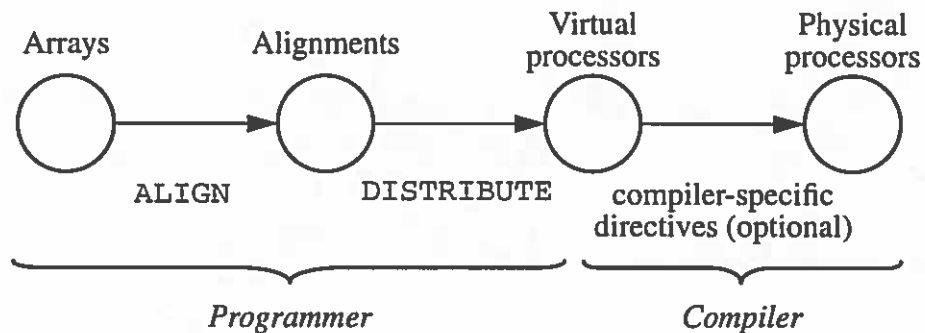 Arrays
Alignments
Virtual
processors
Physical
processors
ALIGN
DISTRIBUTE
compiler-specific
directives (optional)
Programmer
Compiler